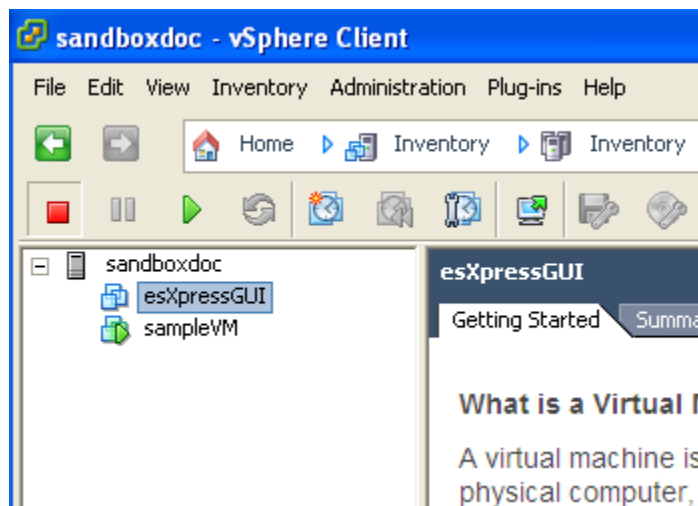 sandboxdoc - vSphere Client
File Edit View Inventory Administration Plug-ins Help
Home Inventory Inventory
sandboxdoc
esXpressGUI
sampleVM
esXpressGUI
Getting Started Summa
What is a Virtual
A virtual machine is
physical computer,